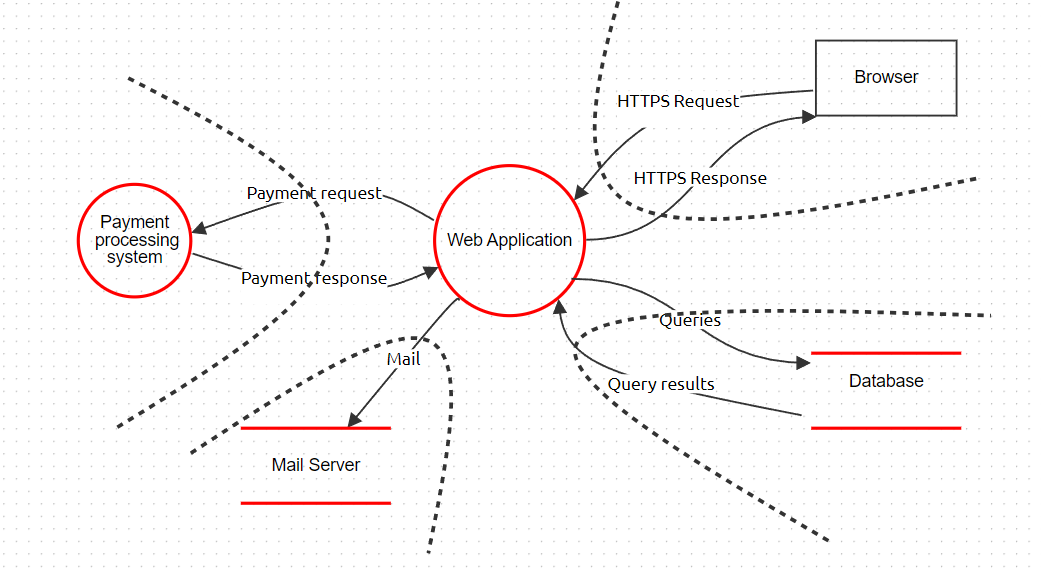 Browser
HTTPS Request
HTTPS Response
Payment request
Payment
processing
system
Web Application
Payment response
Queries
Mail
Database
Query results
Mail Server